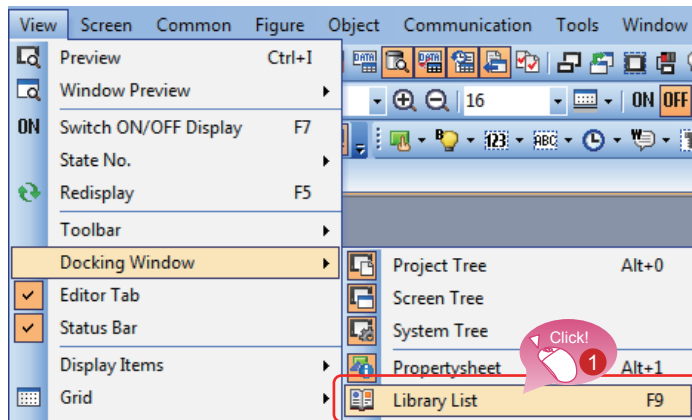 View Screen Common Figure Object Communication Tools Window
Preview Ctrl+I
Window Preview
16 ON OFF
ON Switch ON/OFF Display F7
State No.
123 ABC
Redisplay F5
Toolbar
Docking Window
Project Tree Alt+0
Editor Tab
Screen Tree
Status Bar
System Tree
Click!
Display Items
Propertysheet 1 Alt+1
Grid
Library List F9